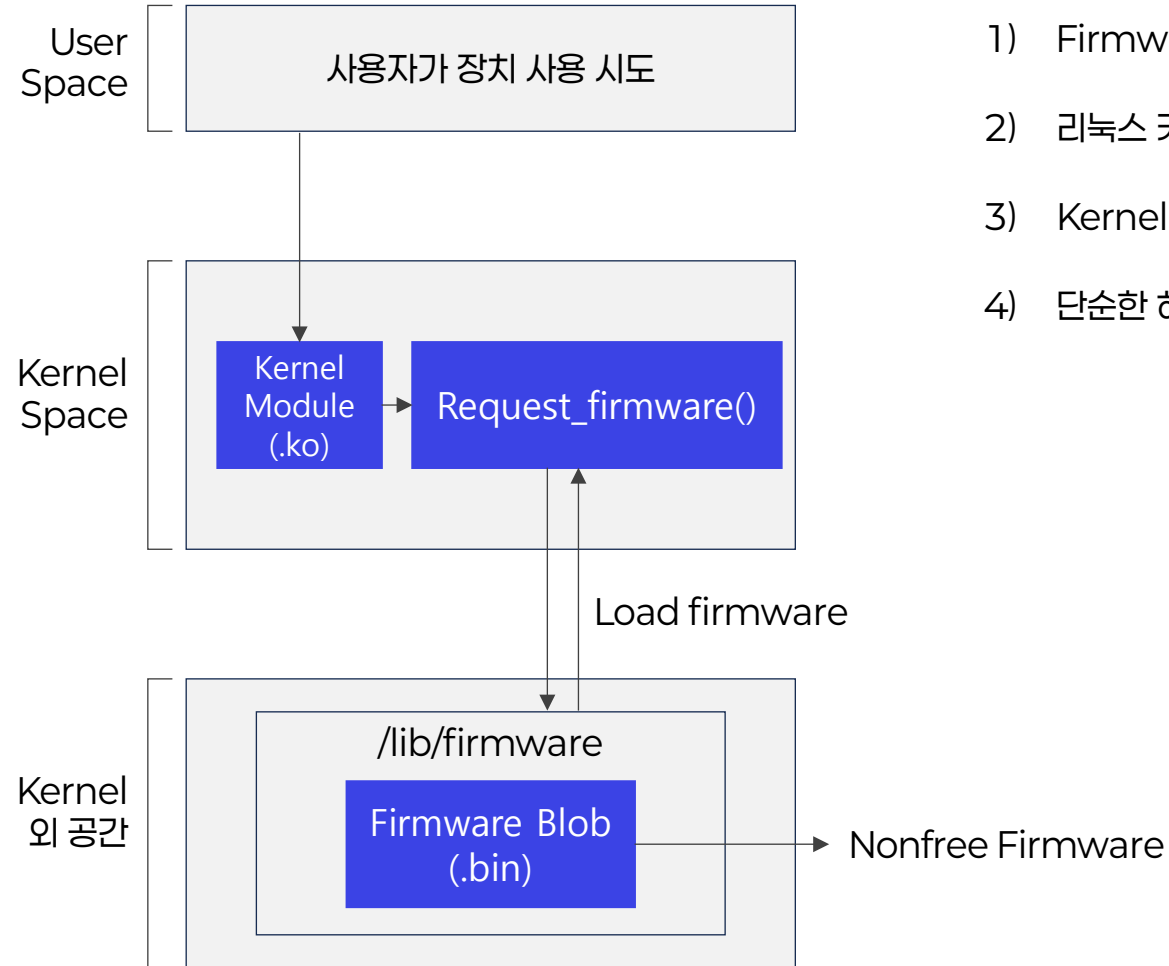 User
Space
사용자가 장치 사용 시도
Kernel
Space
Kernel
Module
(.ko)
Request_firmware()
Load firmware
Kernel
외 공간
/lib/firmware
Firmware Blob
(.bin)
Nonfree Firmware
1)
2) 리눅스
3) Kernel
4) 단순한